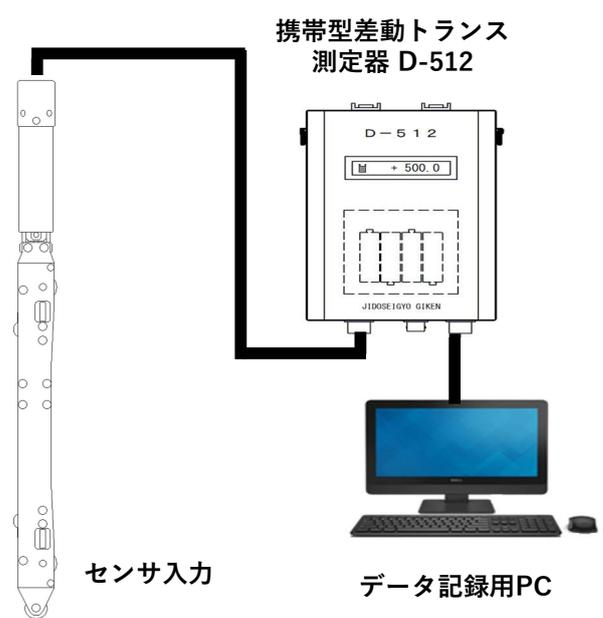 携帯型差動トランス
測定器 D-512
D-512
+ 500.0
JIDOSEIGYO GIKEN
センサ入力
データ記録用PC